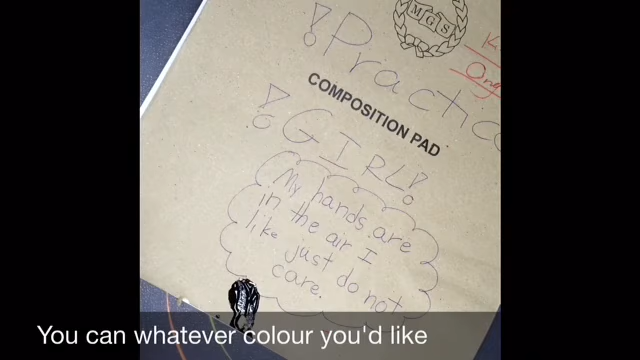 MGS
! Practice
COMPOSITION PAD
! GIRL!
My hands are
in the air I
like just do not
care.
You can whatever colour you'd like